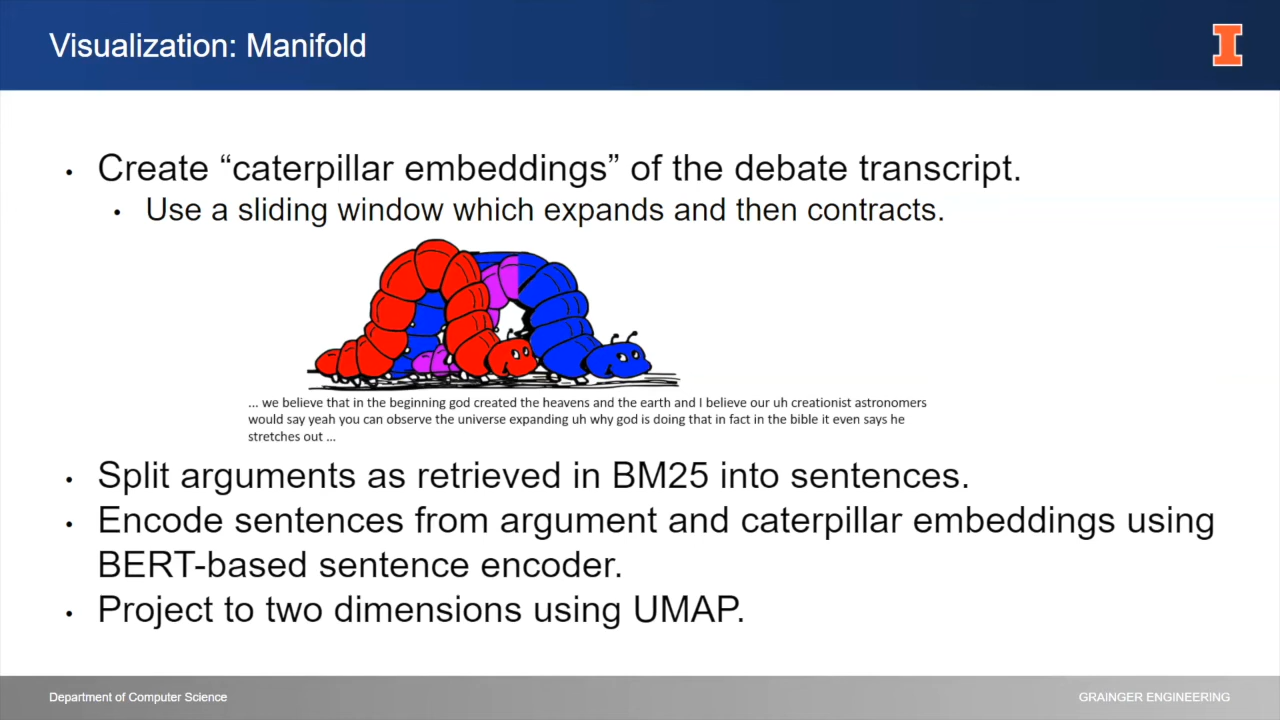 Visualization: Manifold
Create “caterpillar embeddings” of the debate transcript.
Use a sliding window which expands and then contracts.
... we believe that in the beginning god created the heavens and the earth and I believe our uh creationist astronomers
would say yeah you can observe the universe expanding uh why god is doing that in fact in the bible it even says he
stretches out ...
Split arguments as retrieved in BM25 into sentences.
Encode sentences from argument and caterpillar embeddings using
BERT-based sentence encoder.
Project to two dimensions using UMAP.
Department of Computer Science
GRAINGER ENGINEERING